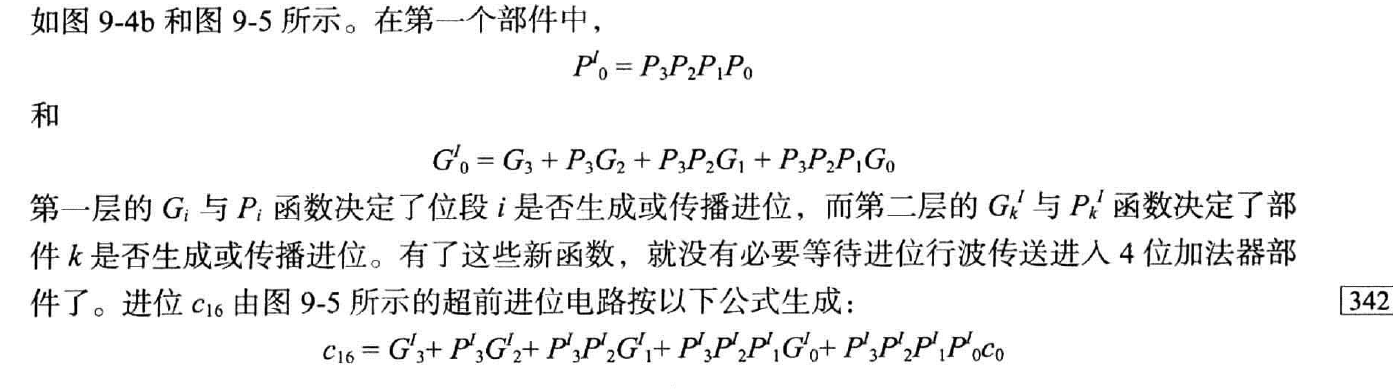 如图 9-4b 和图 9-5 所示。在第一个部件中，
P^I_0 = P_3P_2P_1P_0
和
G^I_0 = G_3 + P_3G_2 + P_3P_2G_1 + P_3P_2P_1G_0
第一层的 G_i 与 P_i 函数决定了位段 i 是否生成或传播进位，而第二层的 G_k^I 与 P_k^I 函数决定了部
件 k 是否生成或传播进位。有了这些新函数，就没有必要等待进位行波传送进入 4 位加法器部
件了。进位 c_16 由图 9-5 所示的超前进位电路按以下公式生成：
342
c_16 = G^I_3+ P^I_3G^I_2+ P^I_3P^I_2G^I_1+ P^I_3P^I_2P^I_1G^I_0+ P^I_3P^I_2P^I_1P^I_0c_0